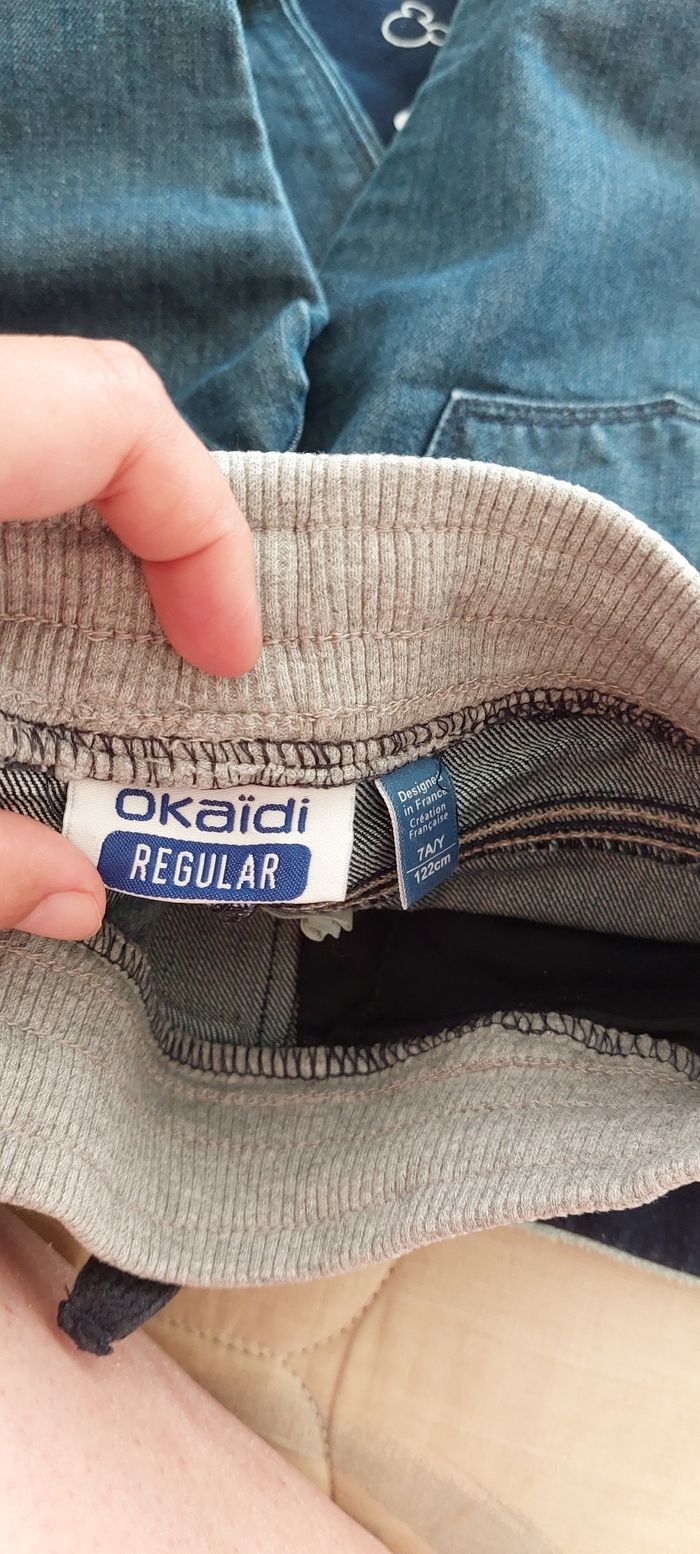 Okaïdi
REGULAR
Designed
in France
Création
Française
7A/Y
122cm